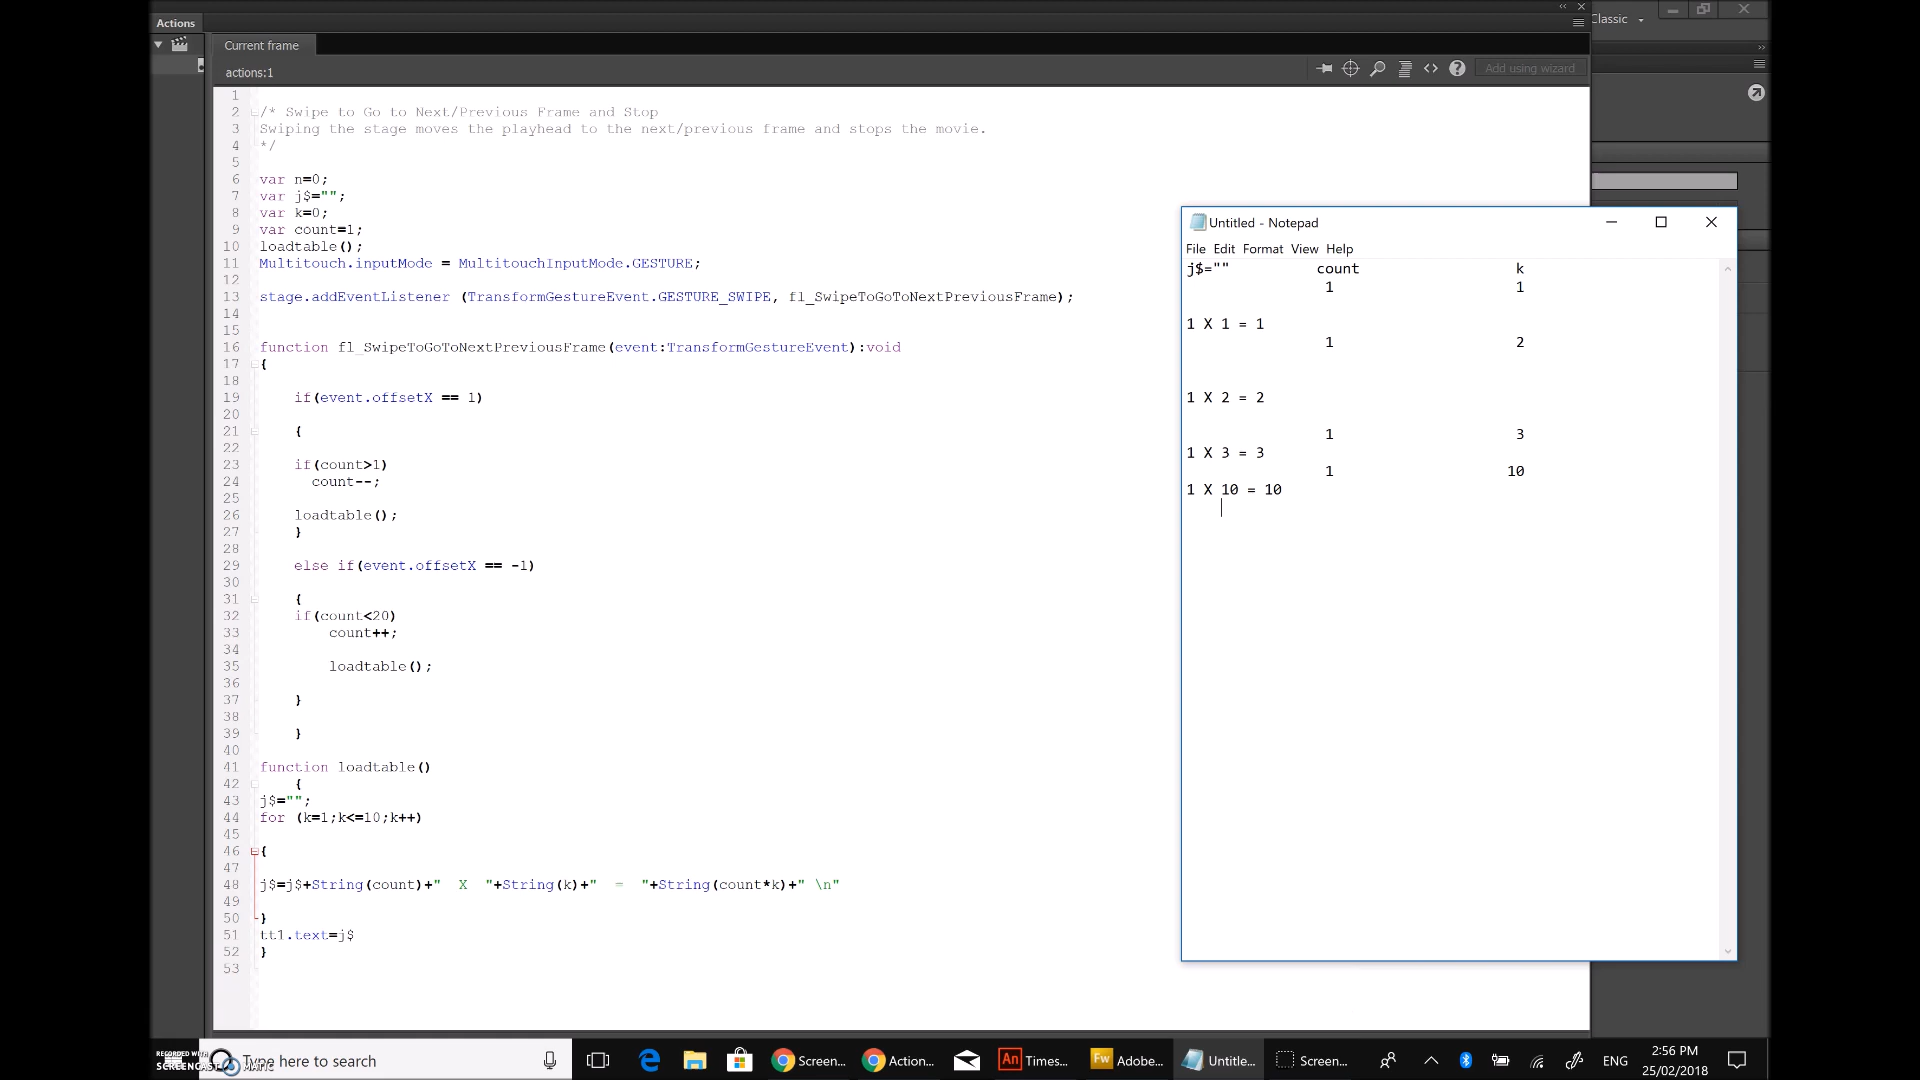 Actions
Classic
Current frame
actions:1
Add using wizard
1
2 /* Swipe to Go to Next/Previous Frame and Stop
3 Swiping the stage moves the playhead to the next/previous frame and stops the movie.
4 */
5
6 var n=0;
7 var j$="";
8 var k=0;
9 var count=1;
10 loadtable();
11 Multitouch.inputMode = MultitouchInputMode.GESTURE;
12
13 stage.addEventListener (TransformGestureEvent.GESTURE_SWIPE, fl_SwipeToGoToNextPreviousFrame);
14
15
16 function fl_SwipeToGoToNextPreviousFrame(event:TransformGestureEvent):void
17 {
18
19 if(event.offsetX == 1)
20
21 {
22
23 if(count>1)
24 count--;
25
26 loadtable();
27 }
28
29 else if(event.offsetX == -1)
30
31 {
32 if(count<20)
33 count++;
34
35 loadtable();
36
37 }
38
39 }
40
41 function loadtable()
42 {
43 j$="";
44 for (k=1;k<=10;k++)
45
46 {
47
48 j$=j$+String(count)+"  X  "+String(k)+"  =  "+String(count*k)+" \n"
49
50 }
51 tt1.text=j$
52 }
53
Untitled - Notepad
File Edit Format View Help
j$="" count k
1 1
1 X 1 = 1
1 2
1 X 2 = 2
1 3
1 X 3 = 3
1 10
1 X 10 = 10
RECORDED WITH
SCREENCAST
MATIC
Type here to search
Screen...
Action...
An Times...
Fw Adobe...
Untitle...
Screen...
ENG
2:56 PM
25/02/2018